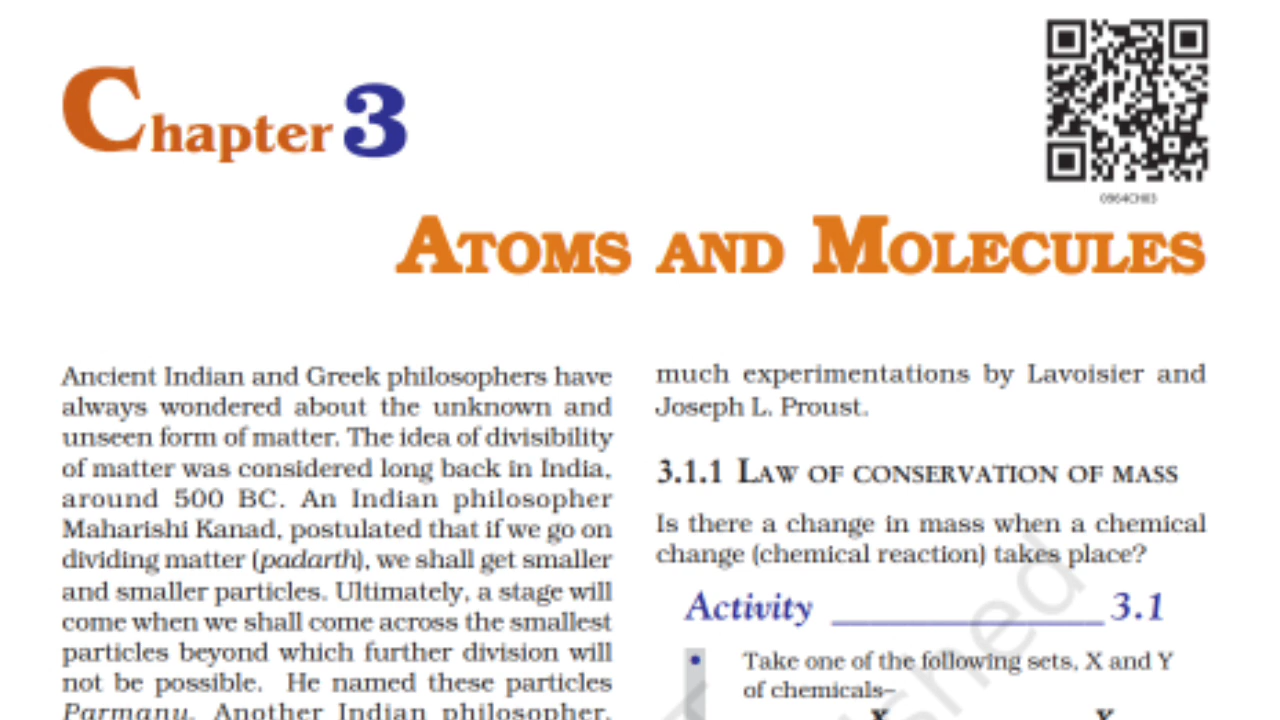 Chapter 3
0964CH03
ATOMS AND MOLECULES
Ancient Indian and Greek philosophers have
always wondered about the unknown and
unseen form of matter. The idea of divisibility
of matter was considered long back in India,
around 500 BC. An Indian philosopher
Maharishi Kanad, postulated that if we go on
dividing matter (padarth), we shall get smaller
and smaller particles. Ultimately, a stage will
come when we shall come across the smallest
particles beyond which further division will
not be possible. He named these particles
Parmanu. Another Indian philosopher,
much experimentations by Lavoisier and
Joseph L. Proust.
3.1.1 LAW OF CONSERVATION OF MASS
Is there a change in mass when a chemical
change (chemical reaction) takes place?
Activity ______________ 3.1
• Take one of the following sets, X and Y
of chemicals–
X Y
shed